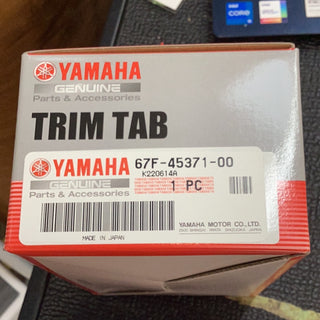 YAMAHA
GENUINE
Parts & Accessories
TRIM TAB
YAMAHA
GENUINE
Parts & Accessories
67F-45371-00
K220614A
1 PC
MADE IN JAPAN
YAMAHA MOTOR CO.,LTD.
intel